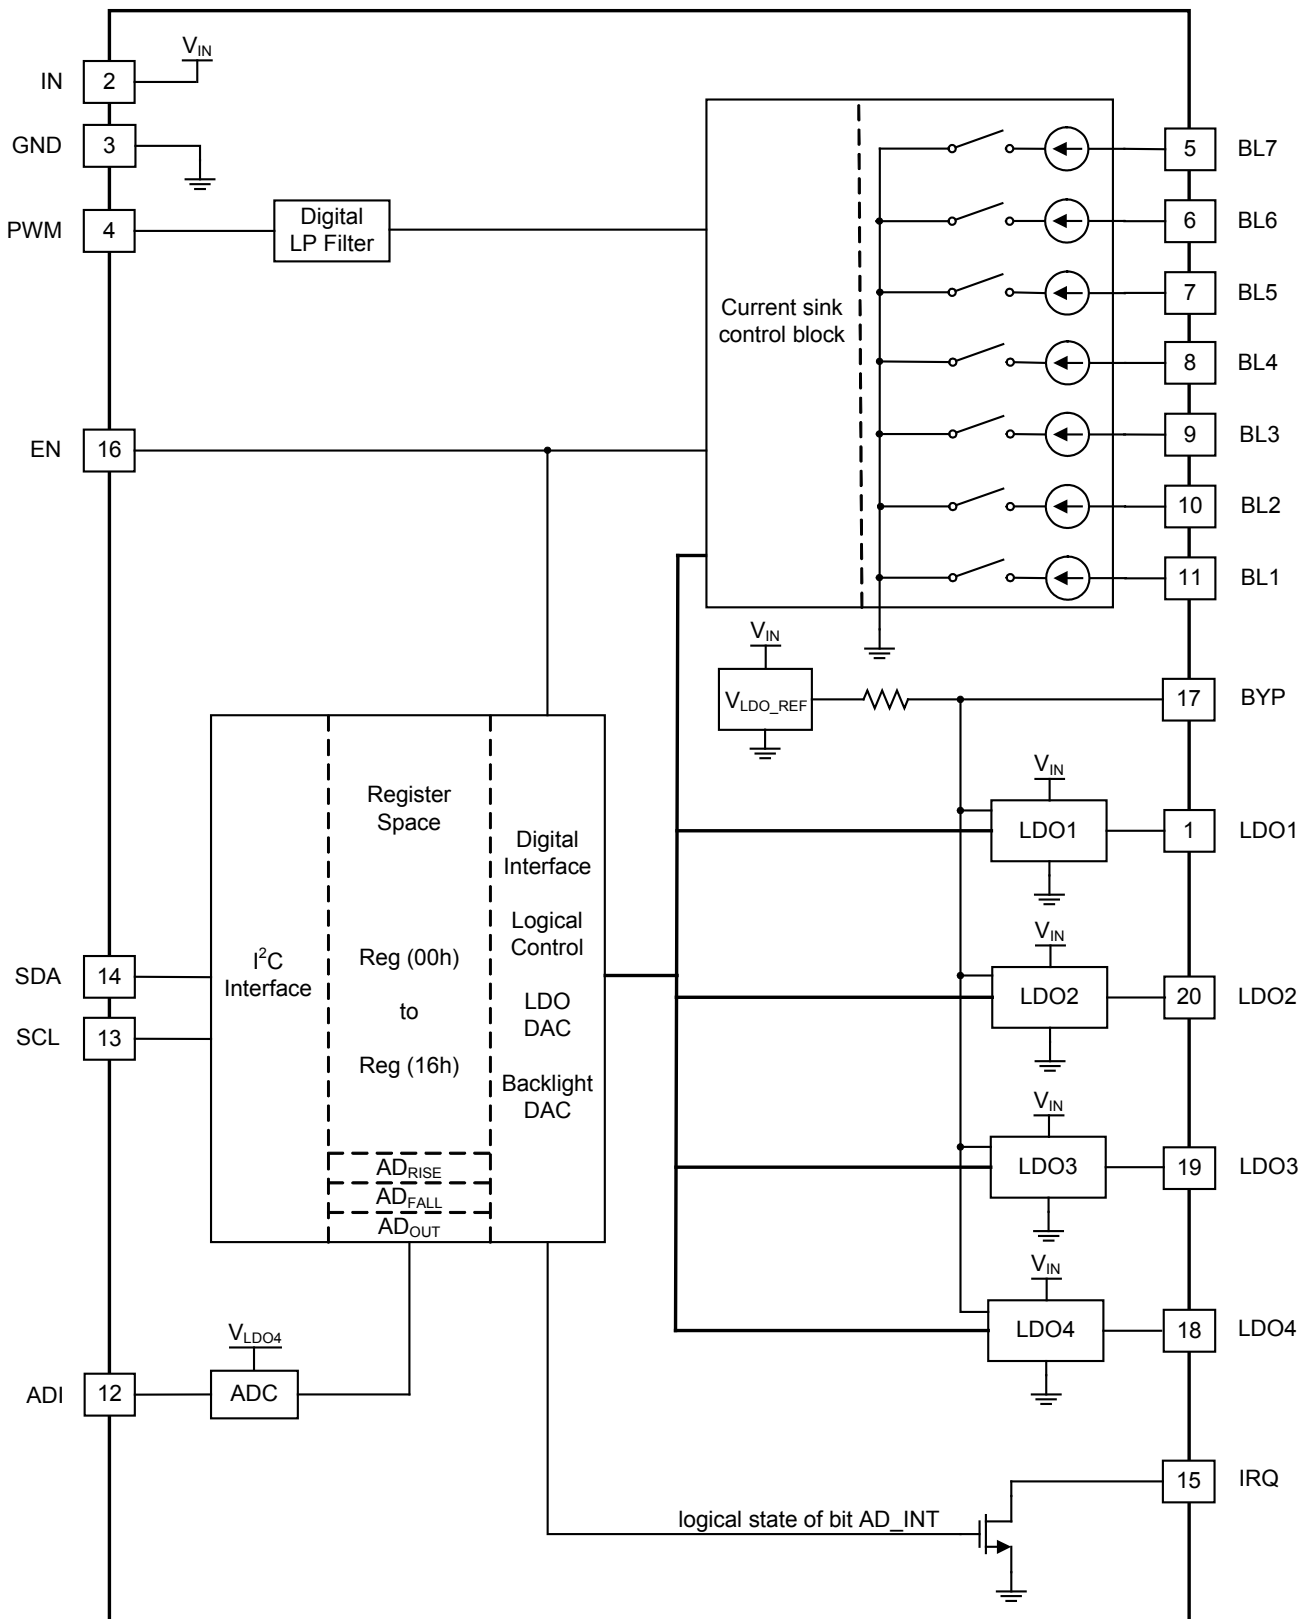 V_IN
IN 2
GND 3
PWM 4
Digital
LP Filter
EN 16
Current sink
control block
5 BL7
6 BL6
7 BL5
8 BL4
9 BL3
10 BL2
11 BL1
V_IN
V_LDO_REF
17 BYP
V_IN
LDO1
1 LDO1
V_IN
LDO2
20 LDO2
V_IN
LDO3
19 LDO3
V_IN
LDO4
18 LDO4
SDA 14
SCL 13
I²C
Interface
Register
Space
Reg (00h)
to
Reg (16h)
AD_RISE
AD_FALL
AD_OUT
Digital
Interface
Logical
Control
LDO
DAC
Backlight
DAC
V_LDO4
ADI 12
ADC
15 IRQ
logical state of bit AD_INT